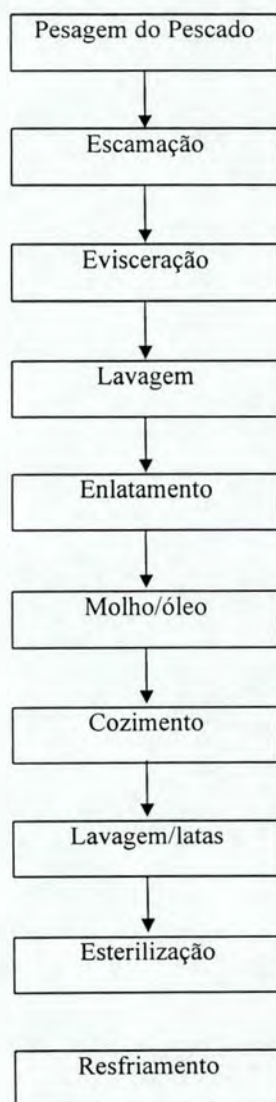 Pesagem do Pescado
Escamação
Evisceração
Lavagem
Enlatamento
Molho/óleo
Cozimento
Lavagem/latas
Esterilização
Resfriamento